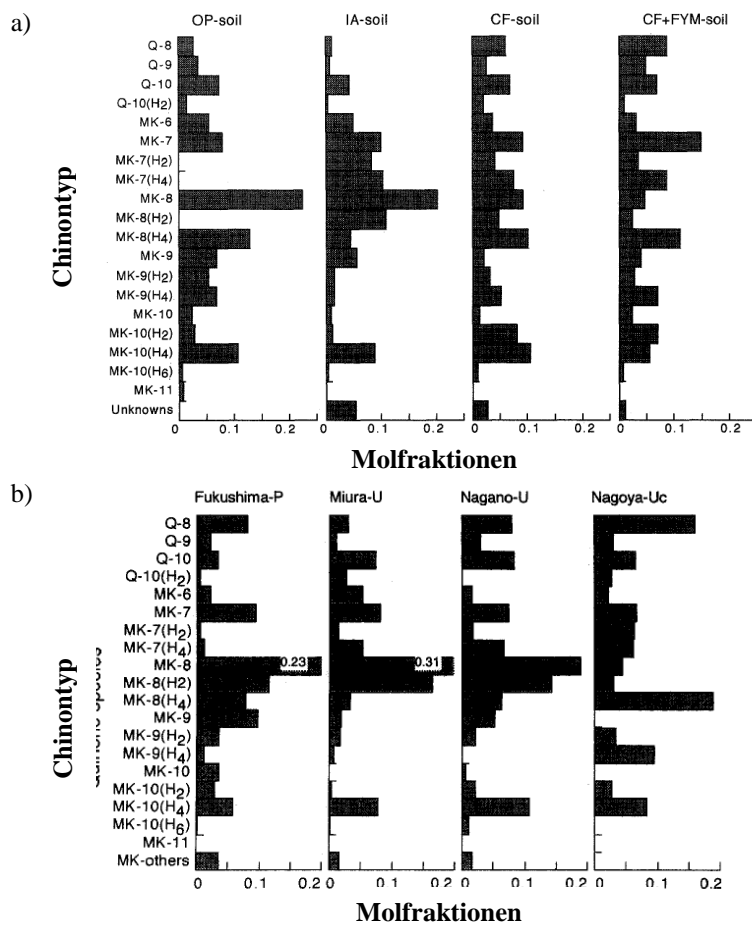 a)
OP-soil IA-soil CF-soil CF+FYM-soil
Chinontyp
Q-8
Q-9
Q-10
Q-10(H2)
MK-6
MK-7
MK-7(H2)
MK-7(H4)
MK-8
MK-8(H2)
MK-8(H4)
MK-9
MK-9(H2)
MK-9(H4)
MK-10
MK-10(H2)
MK-10(H4)
MK-10(H6)
MK-11
Unknowns
0 0.1 0.2 0 0.1 0.2 0 0.1 0.2 0 0.1 0.2
Molfraktionen
b)
Fukushima-P Miura-U Nagano-U Nagoya-Uc
Chinontyp
species
Q-8
Q-9
Q-10
Q-10(H2)
MK-6
MK-7
MK-7(H2)
MK-7(H4)
MK-8 0.23 0.31
MK-8(H2)
MK-8(H4)
MK-9
MK-9(H2)
MK-9(H4)
MK-10
MK-10(H2)
MK-10(H4)
MK-10(H6)
MK-11
MK-others
0 0.1 0.2 0 0.1 0.2 0 0.1 0.2 0 0.1 0.2
Molfraktionen